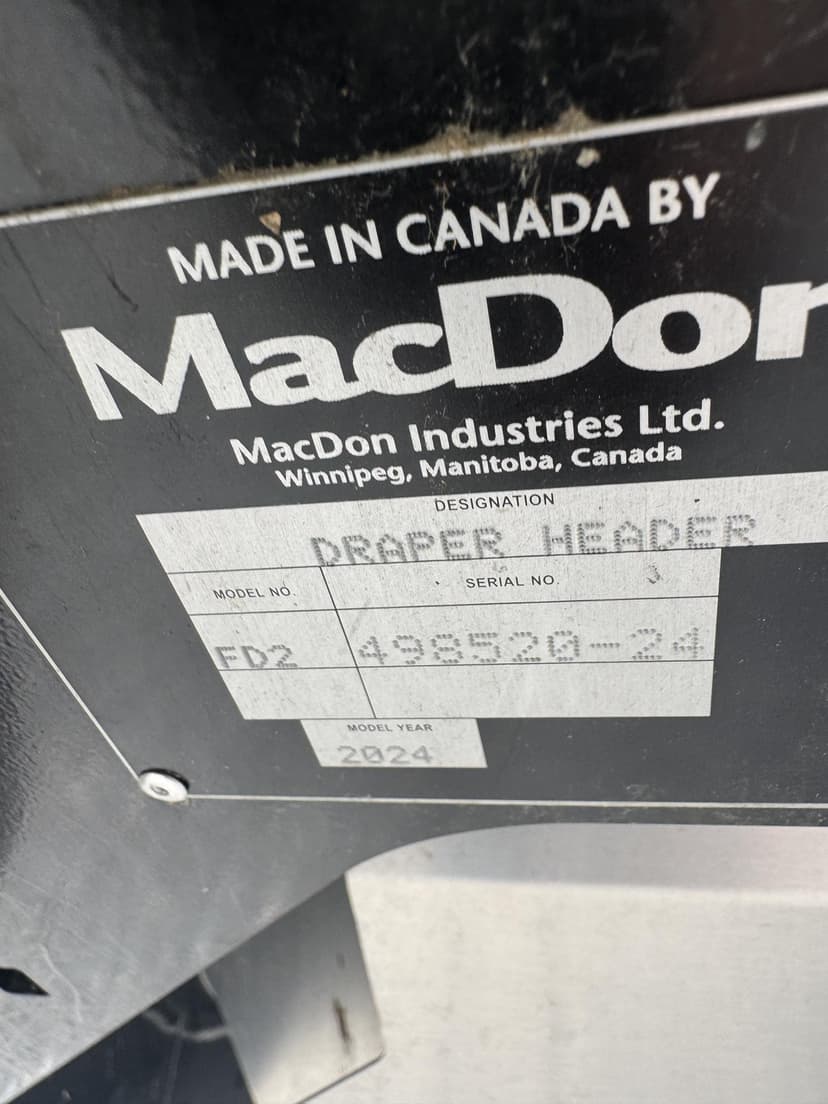 MADE IN CANADA BY
MacDon
MacDon Industries Ltd.
Winnipeg, Manitoba, Canada
DESIGNATION
DRAPER HEADER
MODEL NO. SERIAL NO.
FD2 498520-24
MODEL YEAR
2024